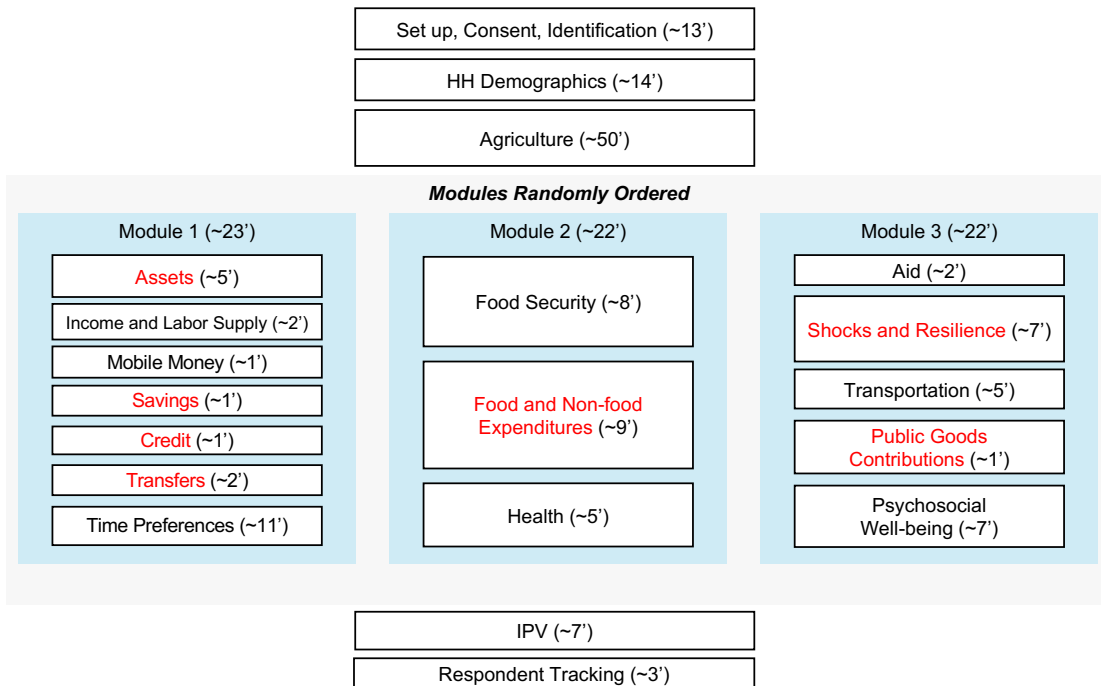 Set up, Consent, Identification (~13’)
HH Demographics (~14’)
Agriculture (~50’)
Modules Randomly Ordered
Module 1 (~23’)
Assets (~5’)
Income and Labor Supply (~2’)
Mobile Money (~1’)
Savings (~1’)
Credit (~1’)
Transfers (~2’)
Time Preferences (~11’)
Module 2 (~22’)
Food Security (~8’)
Food and Non-food
Expenditures (~9’)
Health (~5’)
Module 3 (~22’)
Aid (~2’)
Shocks and Resilience (~7’)
Transportation (~5’)
Public Goods
Contributions (~1’)
Psychosocial
Well-being (~7’)
IPV (~7’)
Respondent Tracking (~3’)